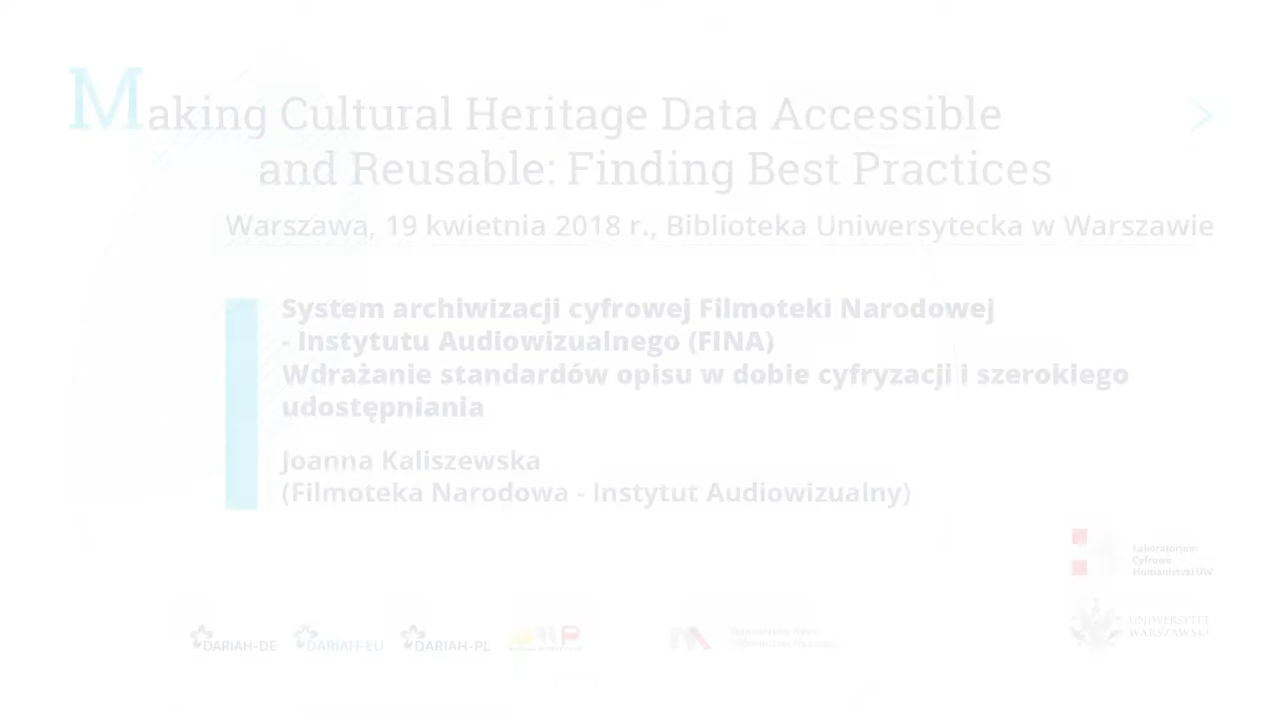 Making Cultural Heritage Data Accessible
and Reusable: Finding Best Practices
Warszawa, 19 kwietnia 2018 r., Biblioteka Uniwersytecka w Warszawie
System archiwizacji cyfrowej Filmoteki Narodowej
- Instytutu Audiowizualnego (FINA)
Wdrażanie standardów opisu w dobie cyfryzacji i szerokiego
udostępniania
Joanna Kaliszewska
(Filmoteka Narodowa - Instytut Audiowizualny)
Laboratorium
Cyfrowe
Humanistyki UW
UNIWERSYTET
WARSZAWSKI
DARIAH-DE DARIAH-EU DARIAH-PL